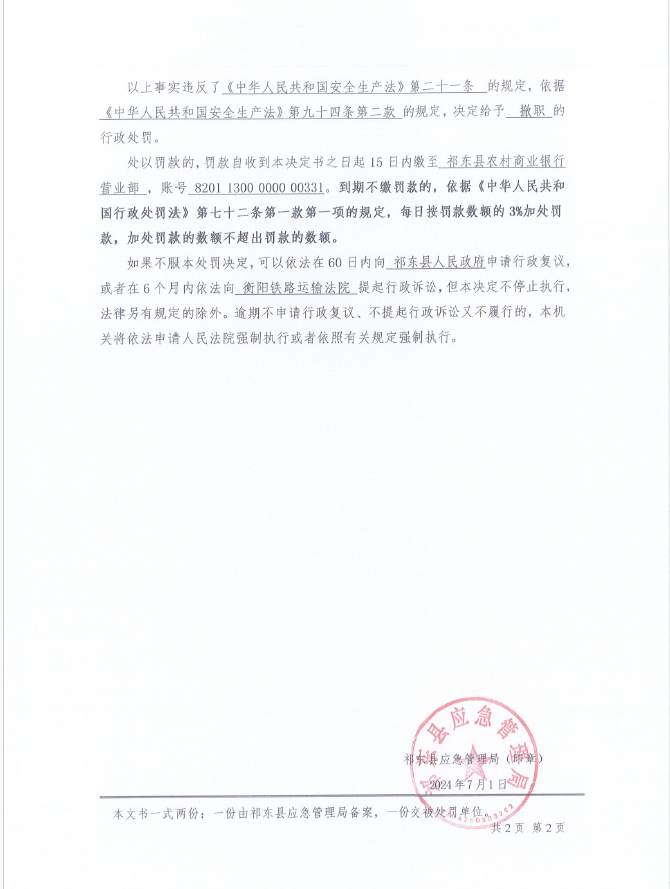 以上事实违反了《中华人民共和国安全生产法》第二十一条 的规定，依据
《中华人民共和国安全生产法》第九十四条第二款 的规定，决定给予 撤职 的
行政处罚。
处以罚款的，罚款自收到本决定书之日起 15 日内缴至 祁东县农村商业银行
营业部 ，账号 8201 1300 0000 00331。到期不缴罚款的，依据《中华人民共和
国行政处罚法》第七十二条第一款第一项的规定，每日按罚款数额的 3%加处罚
款，加处罚款的数额不超出罚款的数额。
如果不服本处罚决定，可以依法在 60 日内向 祁东县人民政府申请行政复议，
或者在 6 个月内依法向 衡阳铁路运输法院 提起行政诉讼，但本决定不停止执行，
法律另有规定的除外。逾期不申请行政复议、不提起行政诉讼又不履行的，本机
关将依法申请人民法院强制执行或者依照有关规定强制执行。
祁东县应急管理局
祁东县应急管理局（印章）
2024年7月1日
本文书一式两份：一份由祁东县应急管理局备案，一份交被处罚单位。
共 2 页 第 2 页